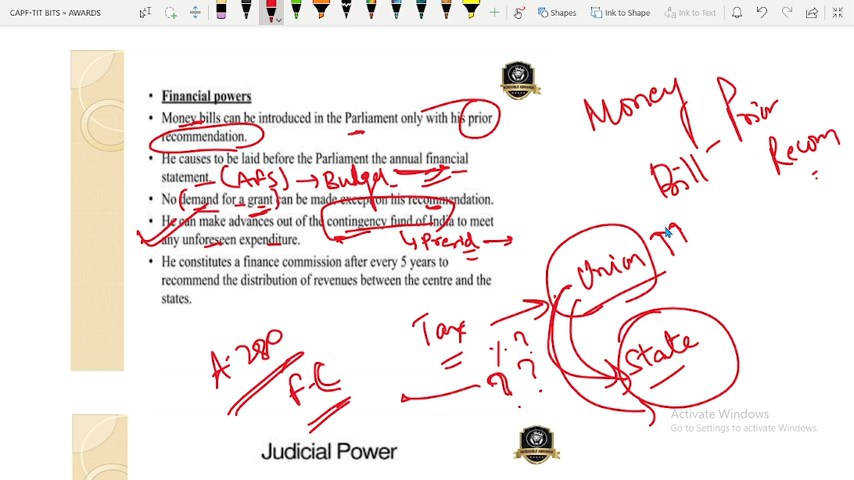 CAPF-TIT BITS » AWARDS
Shapes
Ink to Shape
Ink to Text
Financial powers
Money bills can be introduced in the Parliament only with his prior
recommendation.
He causes to be laid before the Parliament the annual financial
statement. (AFS) → Budget
No (demand for a grant) can be made except on his recommendation.
He can make advances out of the contingency fund of India to meet
any unforeseen expenditure.
He constitutes a finance commission after every 5 years to
recommend the distribution of revenues between the centre and the
states.
Money
Bill - Prior
Recom
Union
State
Tax
% ?
? ?
A-280
F-C
Judicial Power
Activate Windows
Go to Settings to activate Windows.